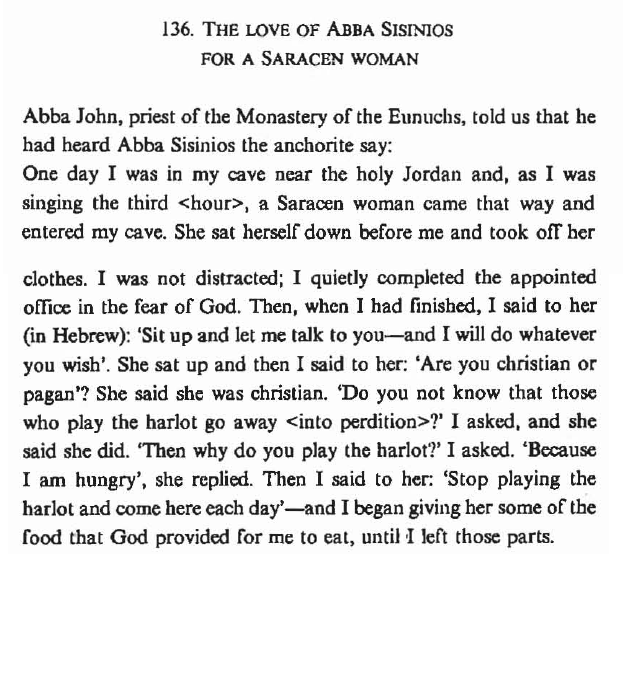 136. THE LOVE OF ABBA SISINIOS
FOR A SARACEN WOMAN
Abba John, priest of the Monastery of the Eunuchs, told us that he
had heard Abba Sisinios the anchorite say:
One day I was in my cave near the holy Jordan and, as I was
singing the third <hour>, a Saracen woman came that way and
entered my cave. She sat herself down before me and took off her
clothes. I was not distracted; I quietly completed the appointed
office in the fear of God. Then, when I had finished, I said to her
(in Hebrew): ‘Sit up and let me talk to you—and I will do whatever
you wish’. She sat up and then I said to her: ‘Are you christian or
pagan’? She said she was christian. ‘Do you not know that those
who play the harlot go away <into perdition>?’ I asked, and she
said she did. ‘Then why do you play the harlot?’ I asked. ‘Because
I am hungry’, she replied. Then I said to her: ‘Stop playing the
harlot and come here each day’—and I began giving her some of the
food that God provided for me to eat, until I left those parts.